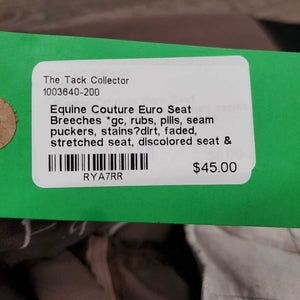 The Tack Collector
1003640-200
Equine Couture Euro Seat
Breeches *gc, rubs, pills, seam
puckers, stains?dirt, faded,
stretched seat, discolored seat &
$45.00
RYA7RR